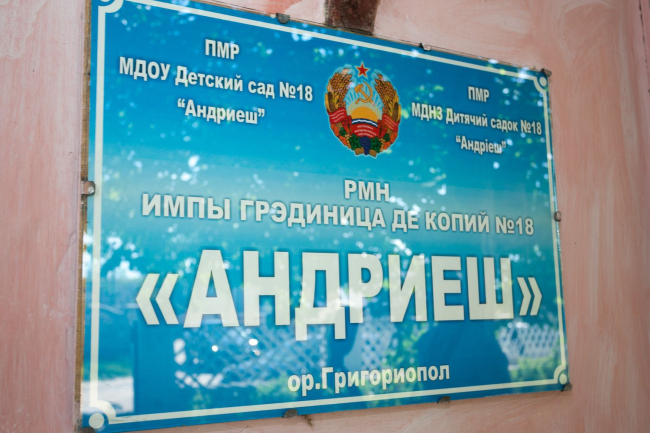 ПМР
МДОУ Детский сад №18
“Андриеш”
ПМР
МДНЗ Дитячий садок №18
“Андрiеш”
РМН
ИМПЫ ГРЭДИНИЦА ДЕ КОПИЙ №18
«АНДРИЕШ»
ор.Григориопол